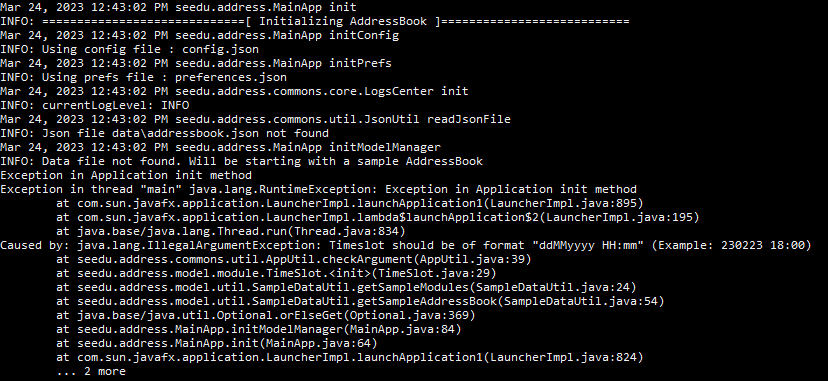 Mar 24, 2023 12:43:02 PM seedu.address.MainApp init
INFO: =============================[ Initializing AddressBook ]===========================
Mar 24, 2023 12:43:02 PM seedu.address.MainApp initConfig
INFO: Using config file : config.json
Mar 24, 2023 12:43:02 PM seedu.address.MainApp initPrefs
INFO: Using prefs file : preferences.json
Mar 24, 2023 12:43:02 PM seedu.address.commons.core.LogsCenter init
INFO: currentLogLevel: INFO
Mar 24, 2023 12:43:02 PM seedu.address.commons.util.JsonUtil readJsonFile
INFO: Json file data\addressbook.json not found
Mar 24, 2023 12:43:02 PM seedu.address.MainApp initModelManager
INFO: Data file not found. Will be starting with a sample AddressBook
Exception in Application init method
Exception in thread "main" java.lang.RuntimeException: Exception in Application init method
        at com.sun.javafx.application.LauncherImpl.launchApplication1(LauncherImpl.java:895)
        at com.sun.javafx.application.LauncherImpl.lambda$launchApplication$2(LauncherImpl.java:195)
        at java.base/java.lang.Thread.run(Thread.java:834)
Caused by: java.lang.IllegalArgumentException: Timeslot should be of format "ddMMyyyy HH:mm" (Example: 230223 18:00)
        at seedu.address.commons.util.AppUtil.checkArgument(AppUtil.java:39)
        at seedu.address.model.module.TimeSlot.<init>(TimeSlot.java:29)
        at seedu.address.model.util.SampleDataUtil.getSampleModules(SampleDataUtil.java:24)
        at seedu.address.model.util.SampleDataUtil.getSampleAddressBook(SampleDataUtil.java:54)
        at java.base/java.util.Optional.orElseGet(Optional.java:369)
        at seedu.address.MainApp.initModelManager(MainApp.java:84)
        at seedu.address.MainApp.init(MainApp.java:64)
        at com.sun.javafx.application.LauncherImpl.launchApplication1(LauncherImpl.java:824)
        ... 2 more